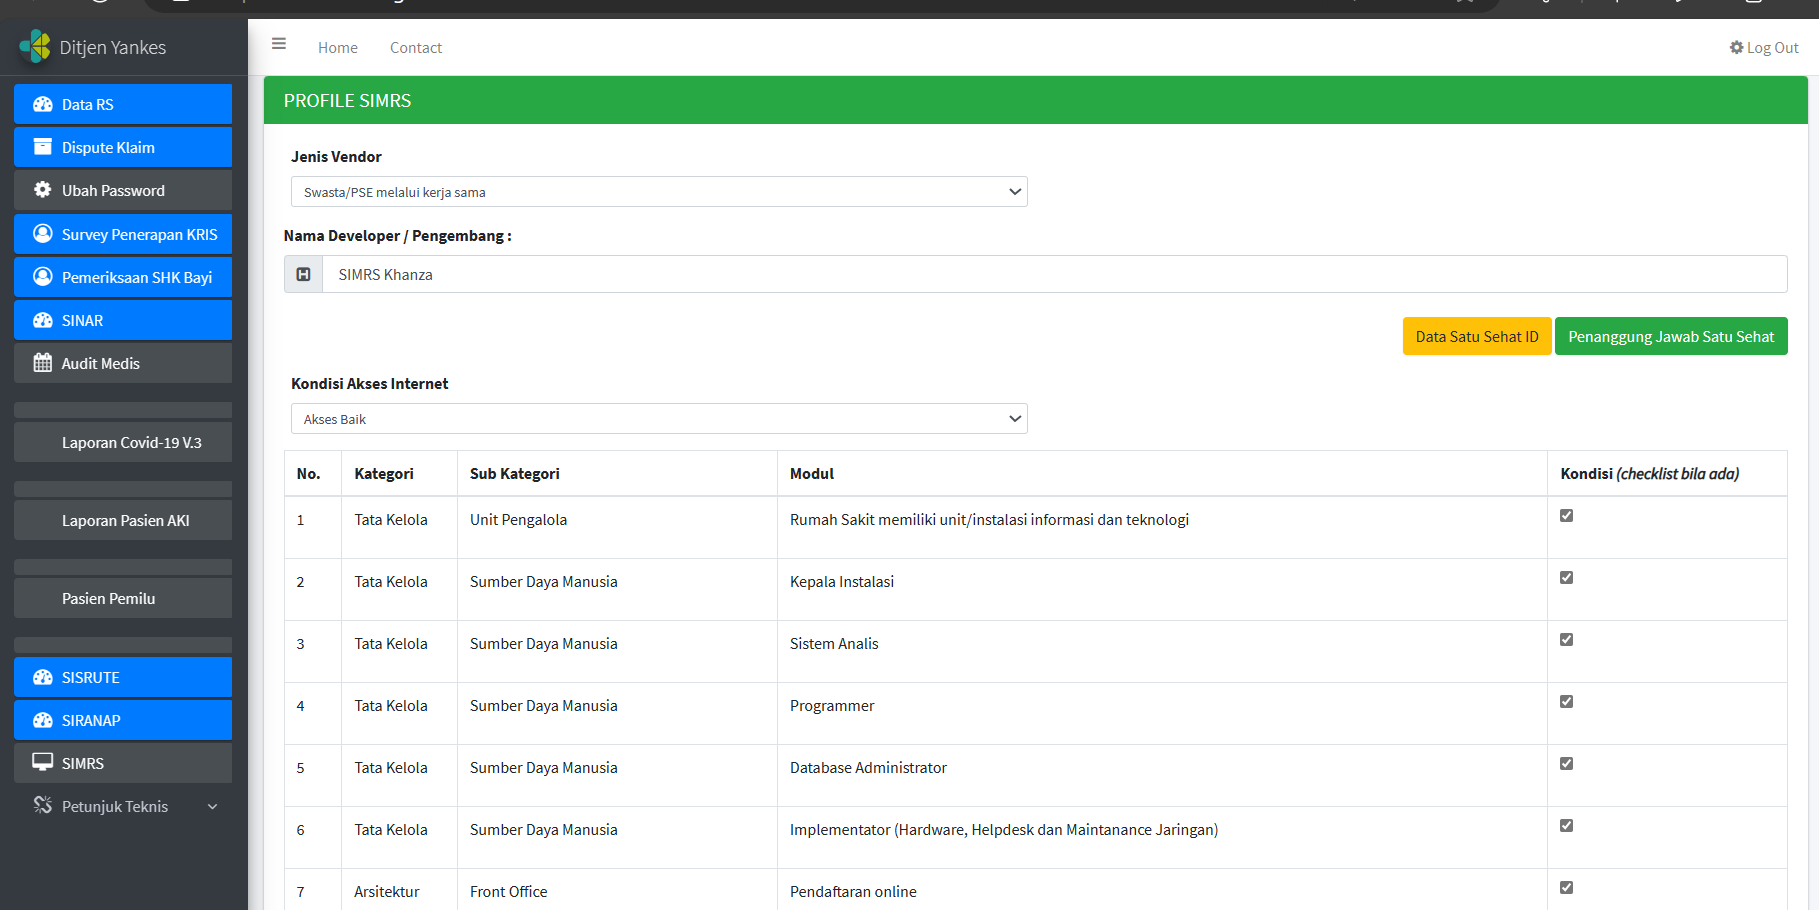 Ditjen Yankes
Home
Contact
Log Out
Data RS
Dispute Klaim
Ubah Password
Survey Penerapan KRIS
Pemeriksaan SHK Bayi
SINAR
Audit Medis
Laporan Covid-19 V.3
Laporan Pasien AKI
Pasien Pemilu
SISRUTE
SIRANAP
SIMRS
Petunjuk Teknis
PROFILE SIMRS
Jenis Vendor
Swasta/PSE melalui kerja sama
Nama Developer / Pengembang :
SIMRS Khanza
Data Satu Sehat ID
Penanggung Jawab Satu Sehat
Kondisi Akses Internet
Akses Baik
No. Kategori Sub Kategori Modul Kondisi (checklist bila ada)
1 Tata Kelola Unit Pengalola Rumah Sakit memiliki unit/instalasi informasi dan teknologi
2 Tata Kelola Sumber Daya Manusia Kepala Instalasi
3 Tata Kelola Sumber Daya Manusia Sistem Analis
4 Tata Kelola Sumber Daya Manusia Programmer
5 Tata Kelola Sumber Daya Manusia Database Administrator
6 Tata Kelola Sumber Daya Manusia Implementator (Hardware, Helpdesk dan Maintanance Jaringan)
7 Arsitektur Front Office Pendaftaran online